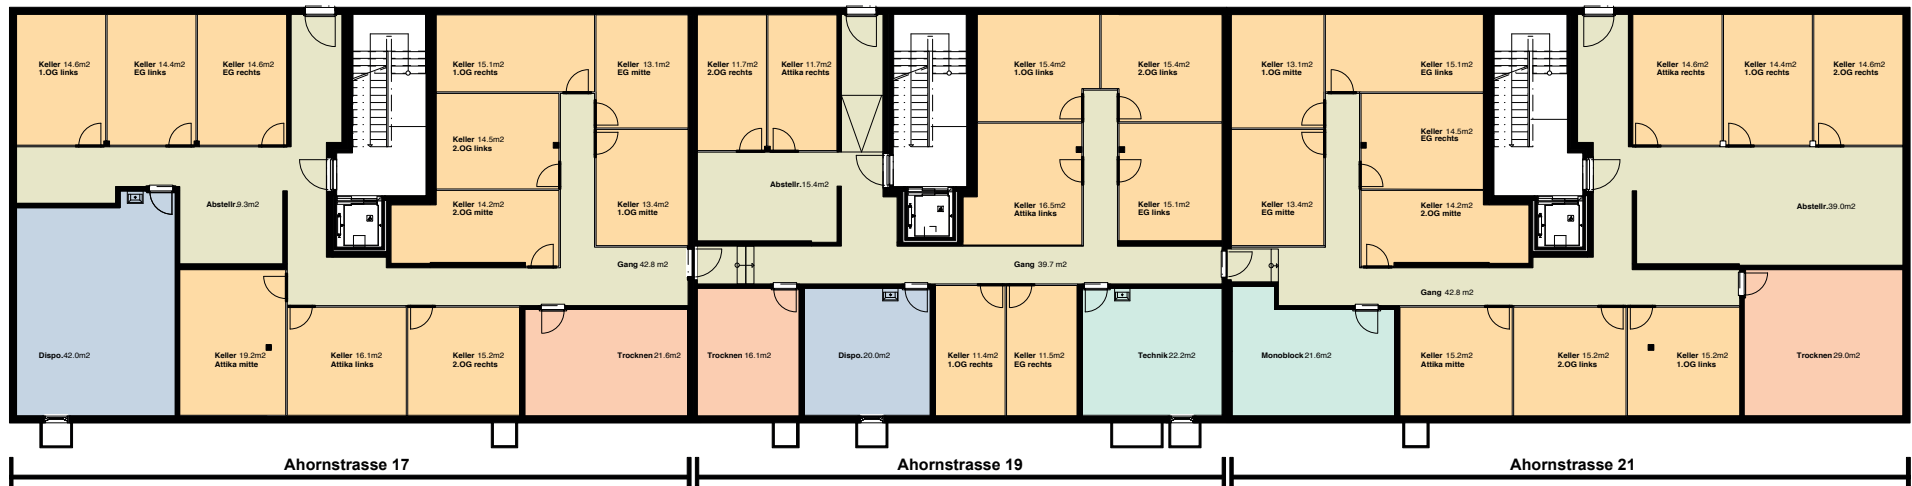 Keller 14.6m2
1.OG links
Keller 14.4m2
EG links
Keller 14.6m2
EG rechts
Keller 15.1m2
1.OG rechts
Keller 13.1m2
EG mitte
Keller 14.5m2
2.OG links
Keller 14.2m2
2.OG mitte
Keller 13.4m2
1.OG mitte
Abstellr.9.3m2
Gang 42.8 m2
Dispo.42.0m2
Keller 19.2m2
Attika mitte
Keller 16.1m2
Attika links
Keller 15.2m2
2.OG rechts
Trocknen 21.6m2
Keller 11.7m2
2.OG rechts
Keller 11.7m2
Attika rechts
Keller 15.4m2
1.OG links
Keller 15.4m2
2.OG links
Abstellr.15.4m2
Keller 16.5m2
Attika links
Keller 15.1m2
EG links
Gang 39.7 m2
Trocknen 16.1m2
Dispo.20.0m2
Keller 11.4m2
1.OG rechts
Keller 11.5m2
EG rechts
Technik 22.2m2
Keller 13.1m2
1.OG mitte
Keller 15.1m2
EG links
Keller 14.5m2
EG rechts
Keller 13.4m2
EG mitte
Keller 14.2m2
2.OG mitte
Keller 14.6m2
Attika rechts
Keller 14.4m2
1.OG rechts
Keller 14.6m2
2.OG rechts
Abstellr.39.0m2
Gang 42.8 m2
Monoblock 21.6m2
Keller 15.2m2
Attika mitte
Keller 15.2m2
2.OG links
Keller 15.2m2
1.OG links
Trocknen 29.0m2
Ahornstrasse 17
Ahornstrasse 19
Ahornstrasse 21